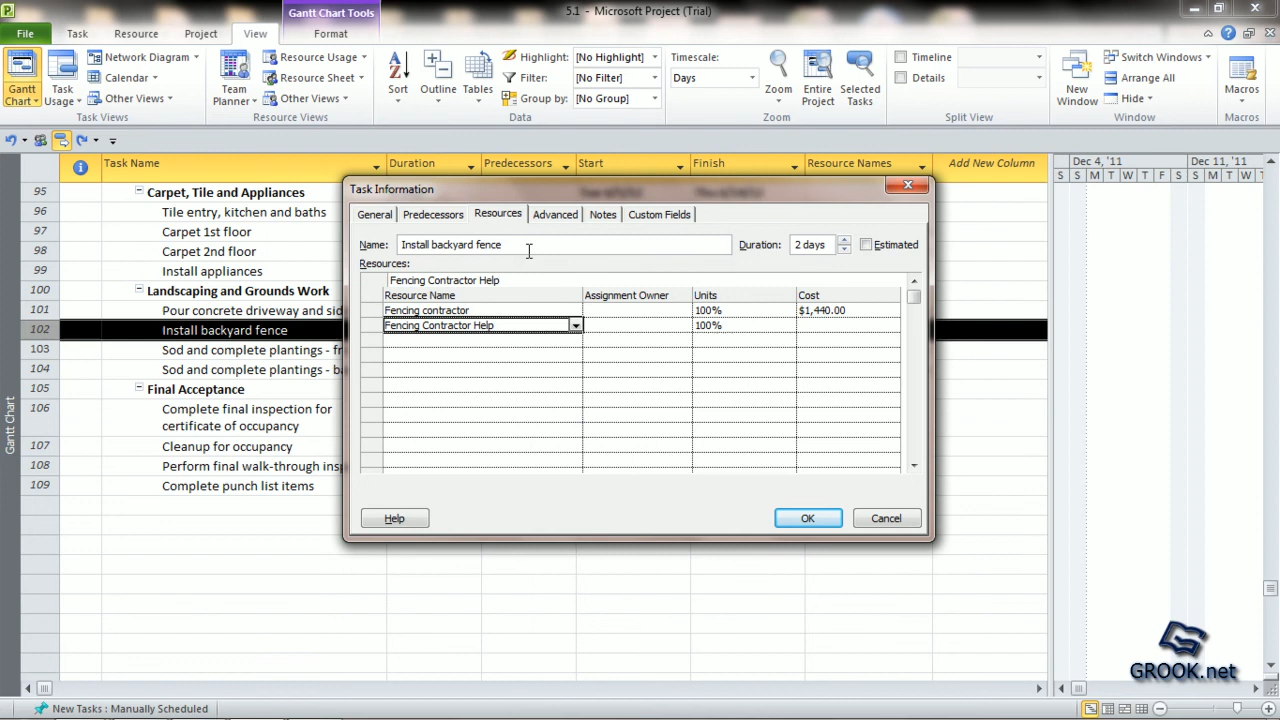 Gantt Chart Tools
5.1 - Microsoft Project (Trial)
File Task Resource Project View Format
Gantt Chart
Task Usage
Network Diagram
Calendar
Other Views
Task Views
Team Planner
Resource Usage
Resource Sheet
Other Views
Resource Views
Sort
Outline
Tables
Highlight: [No Highlight]
Filter: [No Filter]
Group by: [No Group]
Data
Timescale:
Days
Zoom
Entire Project
Selected Tasks
Zoom
Timeline
Details
Split View
New Window
Switch Windows
Arrange All
Hide
Window
Macros
Macros
Task Name Duration Predecessors Start Finish Resource Names Add New Column
Dec 4, '11 Dec 11, '11
S S M T W T F S S M T W T
95 Carpet, Tile and Appliances
96 Tile entry, kitchen and baths
97 Carpet 1st floor
98 Carpet 2nd floor
99 Install appliances
100 Landscaping and Grounds Work
101 Pour concrete driveway and sid
102 Install backyard fence
103 Sod and complete plantings - fr
104 Sod and complete plantings - ba
105 Final Acceptance
106 Complete final inspection for
certificate of occupancy
107 Cleanup for occupancy
108 Perform final walk-through insp
109 Complete punch list items
Task Information
General Predecessors Resources Advanced Notes Custom Fields
Name: Install backyard fence Duration: 2 days Estimated
Resources:
Fencing Contractor Help
Resource Name Assignment Owner Units Cost
Fencing contractor 100% $1,440.00
Fencing Contractor Help 100%
Help OK Cancel
Gantt Chart
GROOK.net
New Tasks : Manually Scheduled